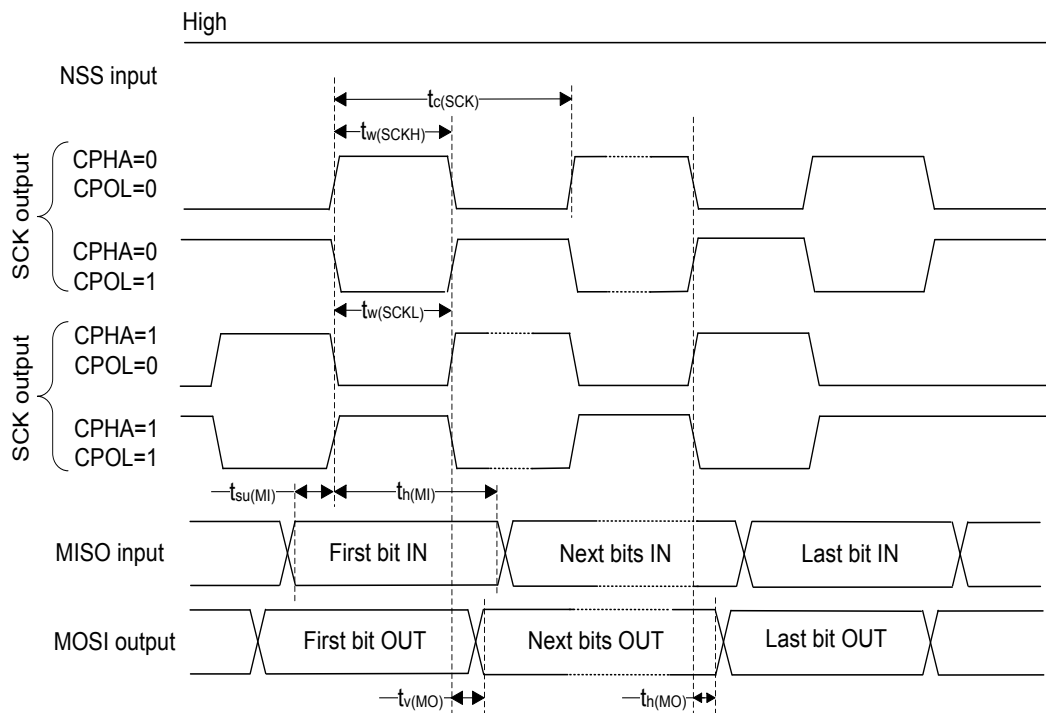 High
NSS input
tc(SCK)
tw(SCKH)
SCK output
CPHA=0
CPOL=0
CPHA=0
CPOL=1
tw(SCKL)
SCK output
CPHA=1
CPOL=0
CPHA=1
CPOL=1
tsu(MI)
th(MI)
MISO input
First bit IN
Next bits IN
Last bit IN
MOSI output
First bit OUT
Next bits OUT
Last bit OUT
tv(MO)
th(MO)